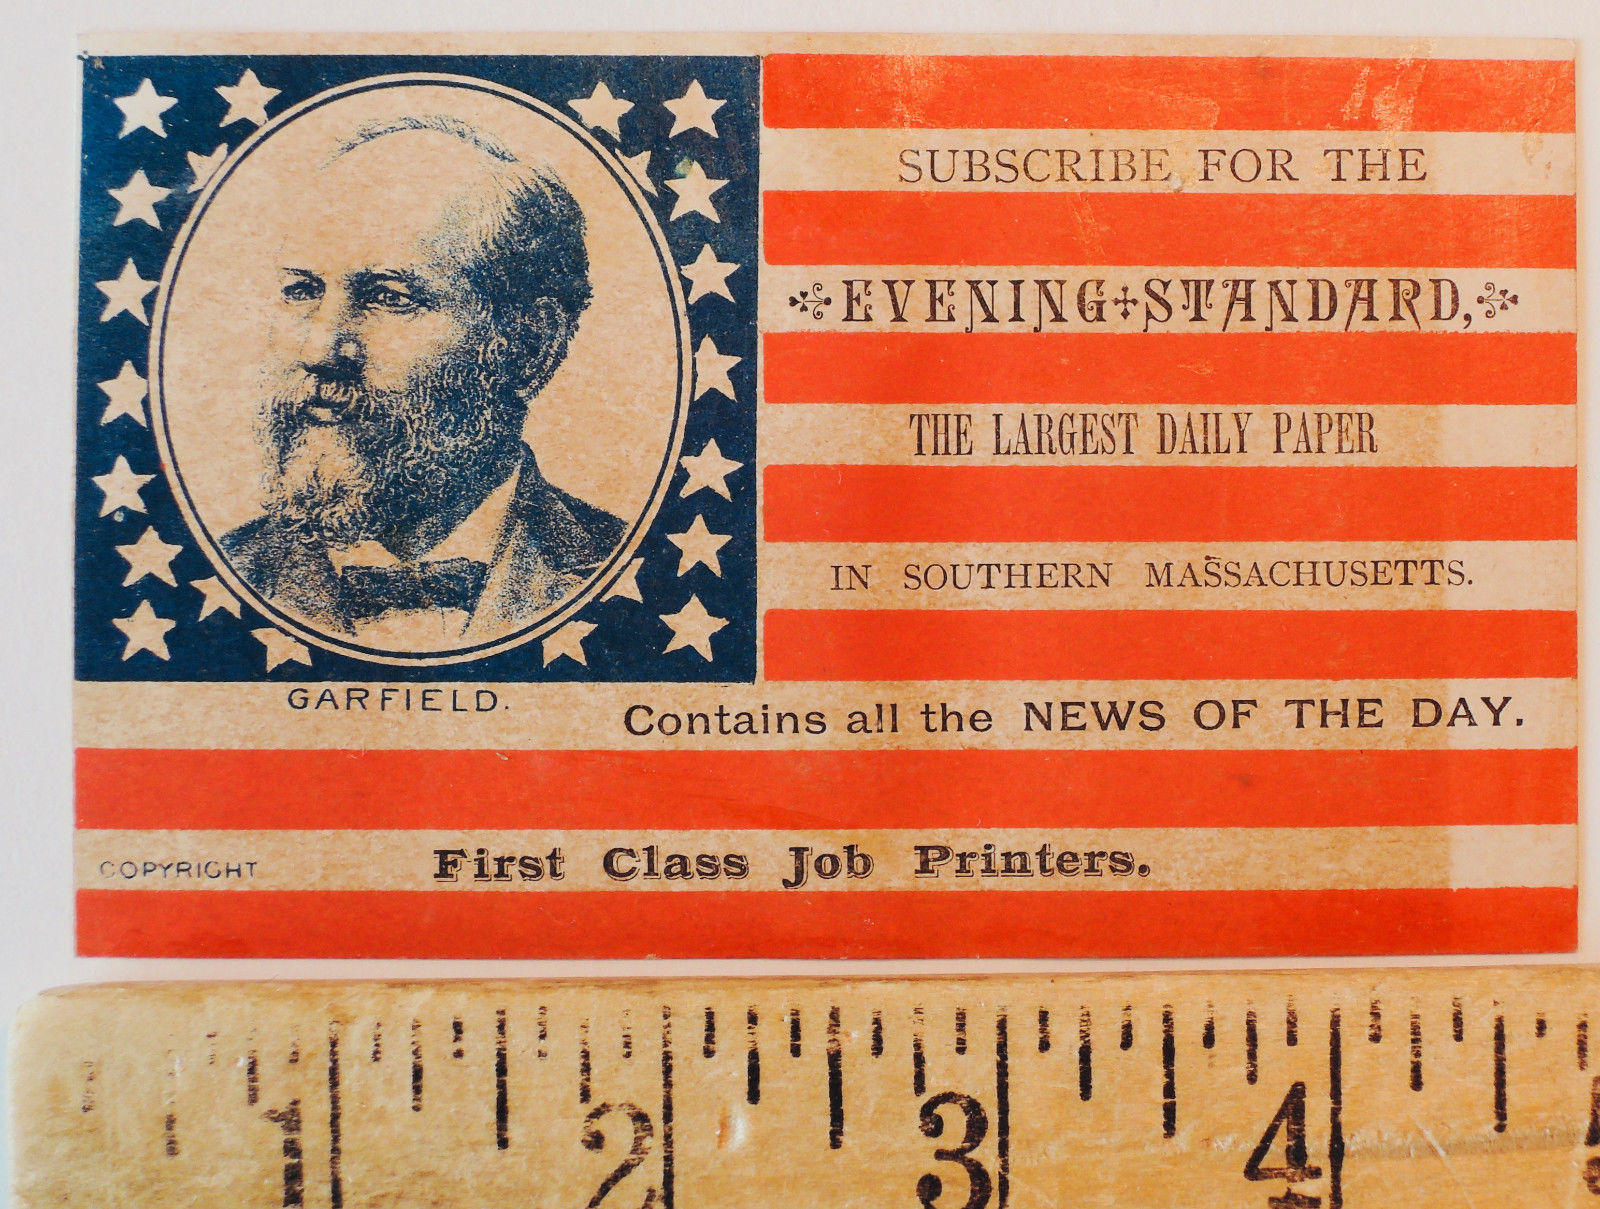 SUBSCRIBE FOR THE
EVENING STANDARD,
THE LARGEST DAILY PAPER
IN SOUTHERN MASSACHUSETTS.
GARFIELD.
Contains all the NEWS OF THE DAY.
COPYRIGHT
First Class Job Printers.
1 2 3 4